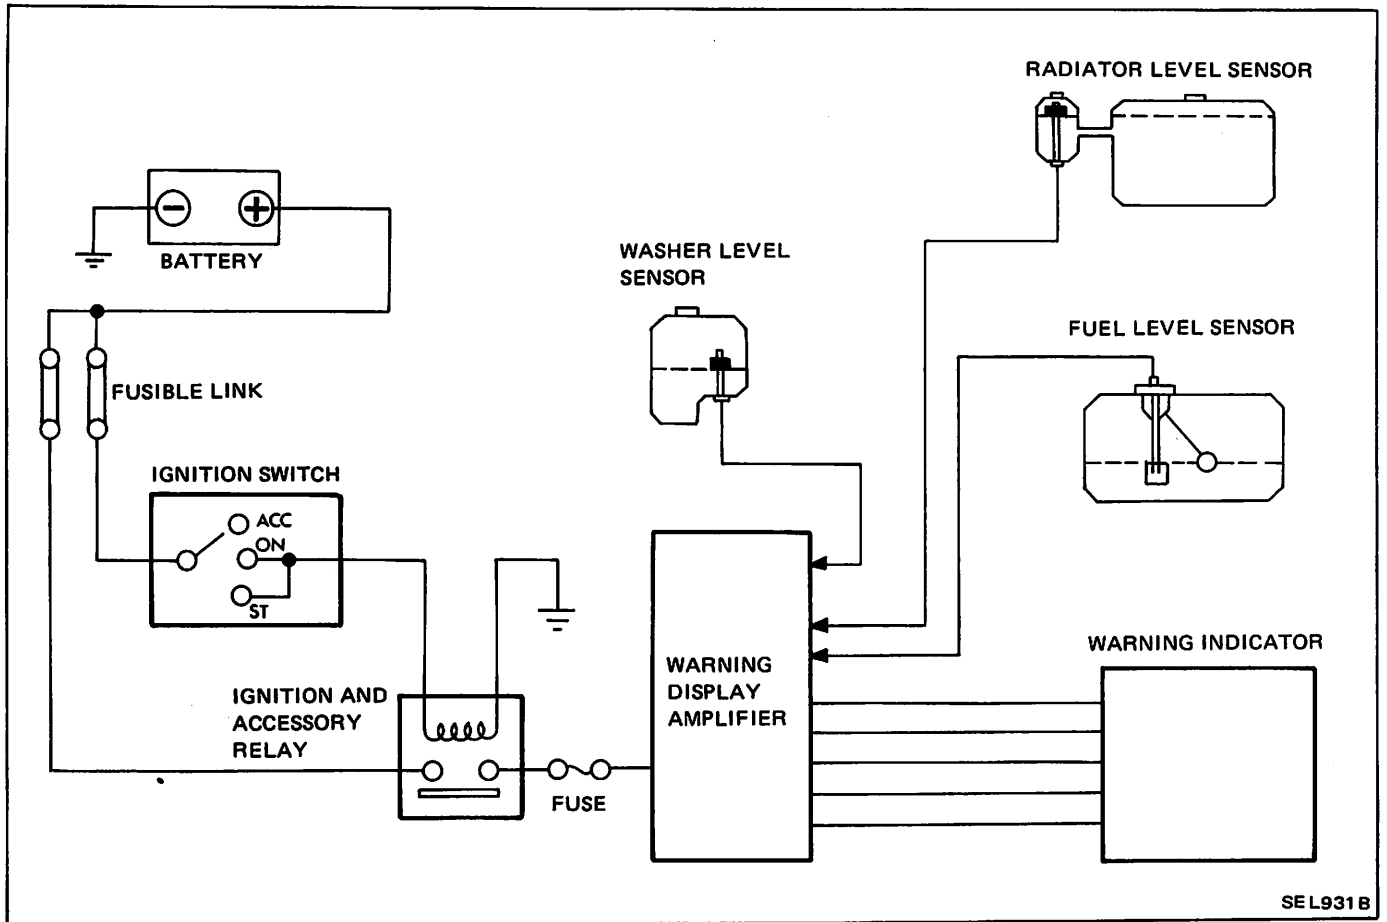 RADIATOR LEVEL SENSOR
BATTERY
WASHER LEVEL
SENSOR
FUEL LEVEL SENSOR
FUSIBLE LINK
IGNITION SWITCH
ACC
ON
ST
WARNING INDICATOR
WARNING
DISPLAY
AMPLIFIER
IGNITION AND
ACCESSORY
RELAY
FUSE
SEL931B